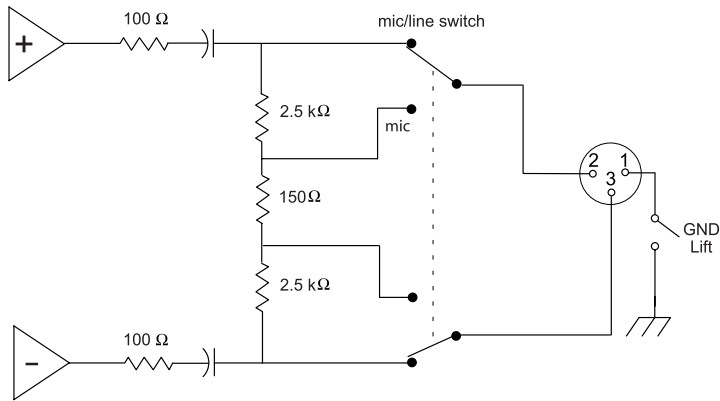 100 Ω
mic/line switch
+
2.5 kΩ
mic
150Ω
2 1
3
GND
Lift
2.5 kΩ
100 Ω
−